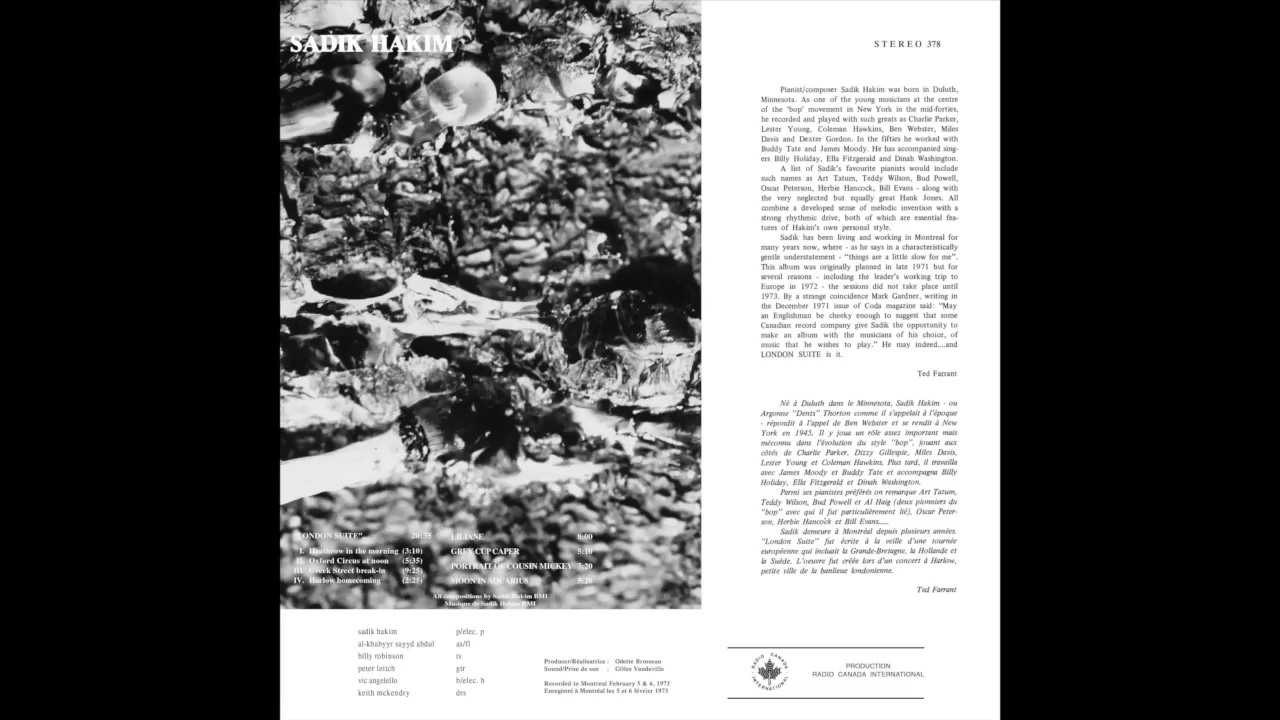 SADIK HAKIM
STEREO 378
Pianist/composer Sadik Hakim was born in Duluth,
Minnesota. As one of the young musicians at the centre
of the 'bop' movement in New York in the mid-forties,
he recorded and played with such greats as Charlie Parker,
Lester Young, Coleman Hawkins, Ben Webster, Miles
Davis and Dexter Gordon. In the fifties he worked with
Buddy Tate and James Moody. He has accompanied sing-
ers Billy Holiday, Ella Fitzgerald and Dinah Washington.
A list of Sadik's favourite pianists would include
such names as Art Tatum, Teddy Wilson, Bud Powell,
Oscar Peterson, Herbie Hancock, Bill Evans - along with
the very neglected but equally great Hank Jones. All
combine a developed sense of melodic invention with a
strong rhythmic drive, both of which are essential fea-
tures of Hakim's own personal style.
Sadik has been living and working in Montreal for
many years now, where - as he says in a characteristically
gentle understatement - "things are a little slow for me".
This album was originally planned in late 1971 but for
several reasons - including the leader's working trip to
Europe in 1972 - the sessions did not take place until
1973. By a strange coincidence Mark Gardner, writing in
the December 1971 issue of Coda magazine said: "May
an Englishman be cheeky enough to suggest that some
Canadian record company give Sadik the opportunity to
make an album with the musicians of his choice, of
music that he wishes to play." He may indeed....and
LONDON SUITE is it.
Ted Farrant
Né à Duluth dans le Minnesota, Sadik Hakim - ou
Argonne "Dents" Thorton comme il s'appelait à l'époque
- répondit à l'appel de Ben Webster et se rendit à New
York en 1945. Il y joua un rôle assez important mais
méconnu dans l'évolution du style "bop", jouant aux
côtés de Charlie Parker, Dizzy Gillespie, Miles Davis,
Lester Young et Coleman Hawkins. Plus tard, il travailla
avec James Moody et Buddy Tate et accompagna Billy
Holiday, Ella Fitzgerald et Dinah Washington.
Parmi ses pianistes préférés on remarque Art Tatum,
Teddy Wilson, Bud Powell et Al Haig (deux pionniers du
"bop" avec qui il fut particulièrement lié), Oscar Peter-
son, Herbie Hancock et Bill Evans.....
Sadik demeure à Montréal depuis plusieurs années.
"London Suite" fut écrite à la veille d'une tournée
européenne qui incluait la Grande-Bretagne, la Hollande et
la Suède. L'oeuvre fut créée lors d'un concert à Harlow,
petite ville de la banlieue londonienne.
Ted Farrant
"LONDON SUITE" 20:35
I. Heathrow in the morning (3:10)
II. Oxford Circus at noon (5:35)
III. Greek Street break-in (9:25)
IV. Harlow homecoming (2:25)
LILIANE 8:00
GREY CUP CAPER 5:10
PORTRAIT OF COUSIN MICKEY 7:20
MOON IN AQUARIUS 5:20
All compositions by Sadik Hakim BMI
Musique de Sadik Hakim BMI
sadik hakim p/elec. p
al-khabyyr sayyd abdul as/fl
billy robinson ts
peter leitch gtr
vic angelello b/elec. b
keith mckendry drs
Producer/Réalisatrice : Odette Brosseau
Sound/Prise de son : Gilles Vaudeville
Recorded in Montreal February 5 & 6, 1973
Enregistré à Montréal les 5 et 6 février 1973
RADIO CANADA INTERNATIONAL
PRODUCTION
RADIO CANADA INTERNATIONAL